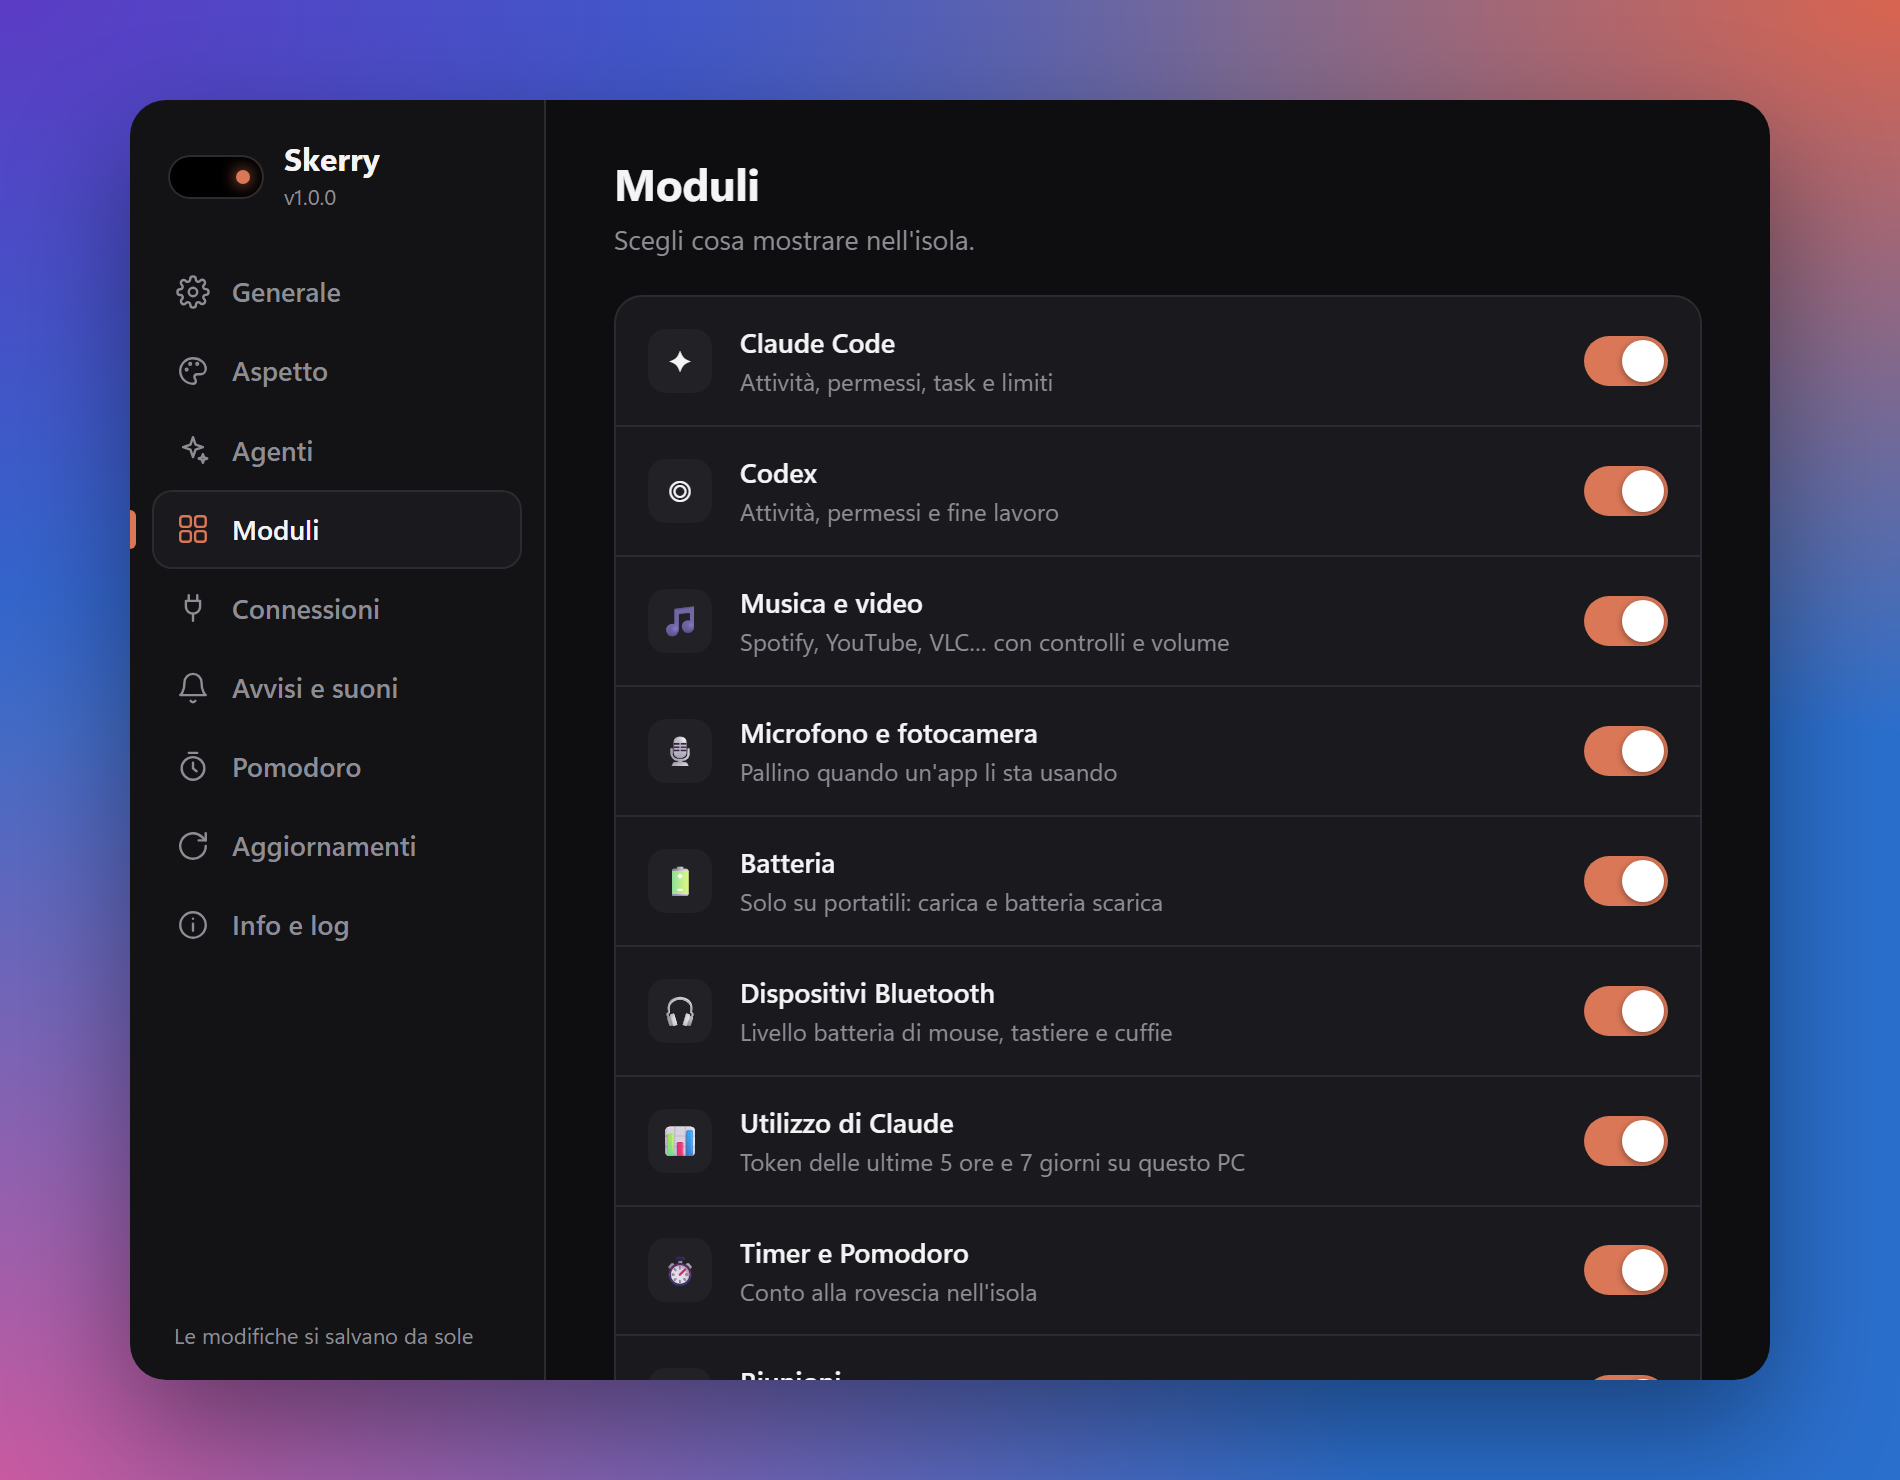 Skerry
v1.0.0
Generale
Aspetto
Agenti
Moduli
Connessioni
Avvisi e suoni
Pomodoro
Aggiornamenti
Info e log
Le modifiche si salvano da sole
Moduli
Scegli cosa mostrare nell'isola.
Claude Code
Attività, permessi, task e limiti
Codex
Attività, permessi e fine lavoro
Musica e video
Spotify, YouTube, VLC... con controlli e volume
Microfono e fotocamera
Pallino quando un'app li sta usando
Batteria
Solo su portatili: carica e batteria scarica
Dispositivi Bluetooth
Livello batteria di mouse, tastiere e cuffie
Utilizzo di Claude
Token delle ultime 5 ore e 7 giorni su questo PC
Timer e Pomodoro
Conto alla rovescia nell'isola
Riunioni